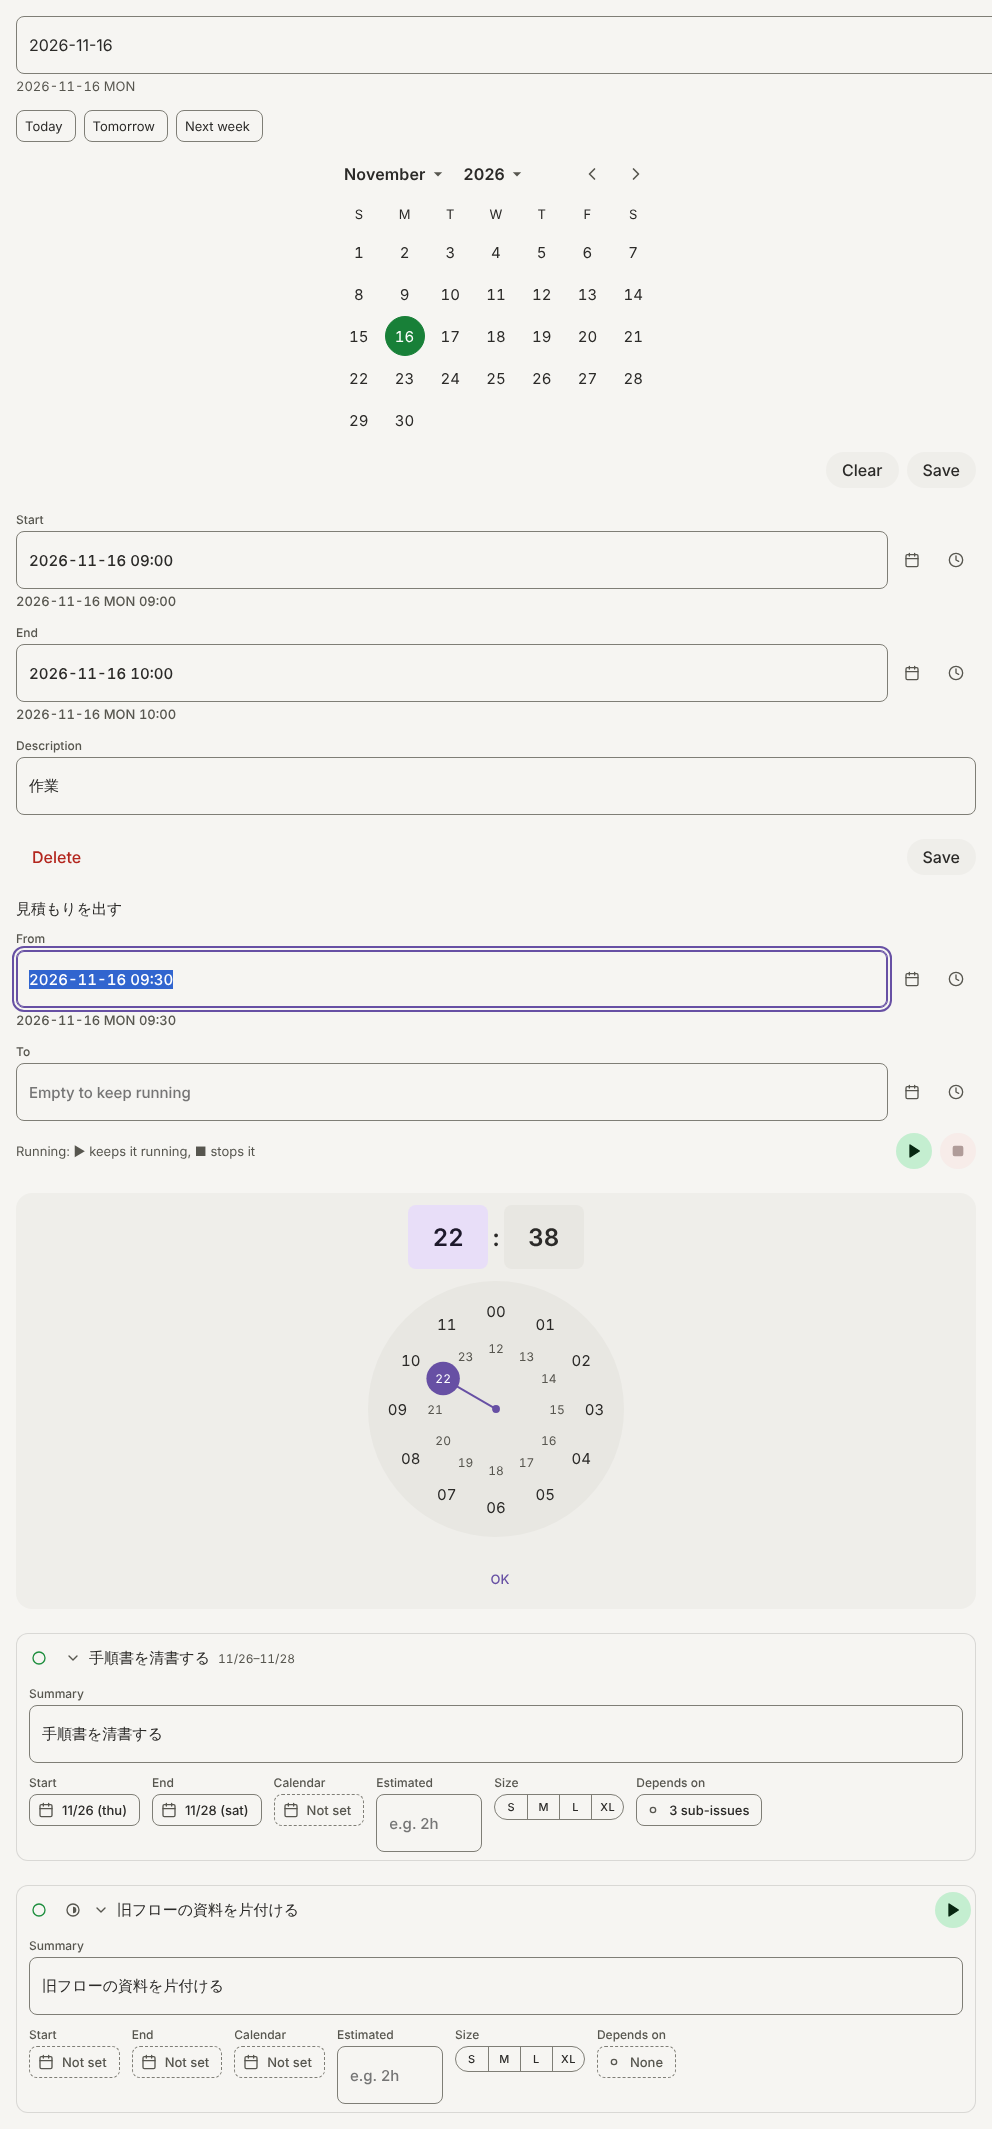 2026-11-16
2026-11-16 MON
Today Tomorrow Next week
November 2026
S M T W T F S
1 2 3 4 5 6 7
8 9 10 11 12 13 14
15 16 17 18 19 20 21
22 23 24 25 26 27 28
29 30
Clear Save
Start
2026-11-16 09:00
2026-11-16 MON 09:00
End
2026-11-16 10:00
2026-11-16 MON 10:00
Description
作業
Delete Save
見積もりを出す
From
2026-11-16 09:30
2026-11-16 MON 09:30
To
Empty to keep running
Running: ▶ keeps it running, ■ stops it
22 : 38
00
11 01
12
23 13
10 02
22 14
09 21 15 03
20 16
08 04
19 17
18
07 05
06
OK
手順書を清書する 11/26–11/28
Summary
手順書を清書する
Start End Calendar Estimated Size Depends on
11/26 (thu) 11/28 (sat) Not set e.g. 2h S M L XL 3 sub-issues
旧フローの資料を片付ける
Summary
旧フローの資料を片付ける
Start End Calendar Estimated Size Depends on
Not set Not set Not set e.g. 2h S M L XL None